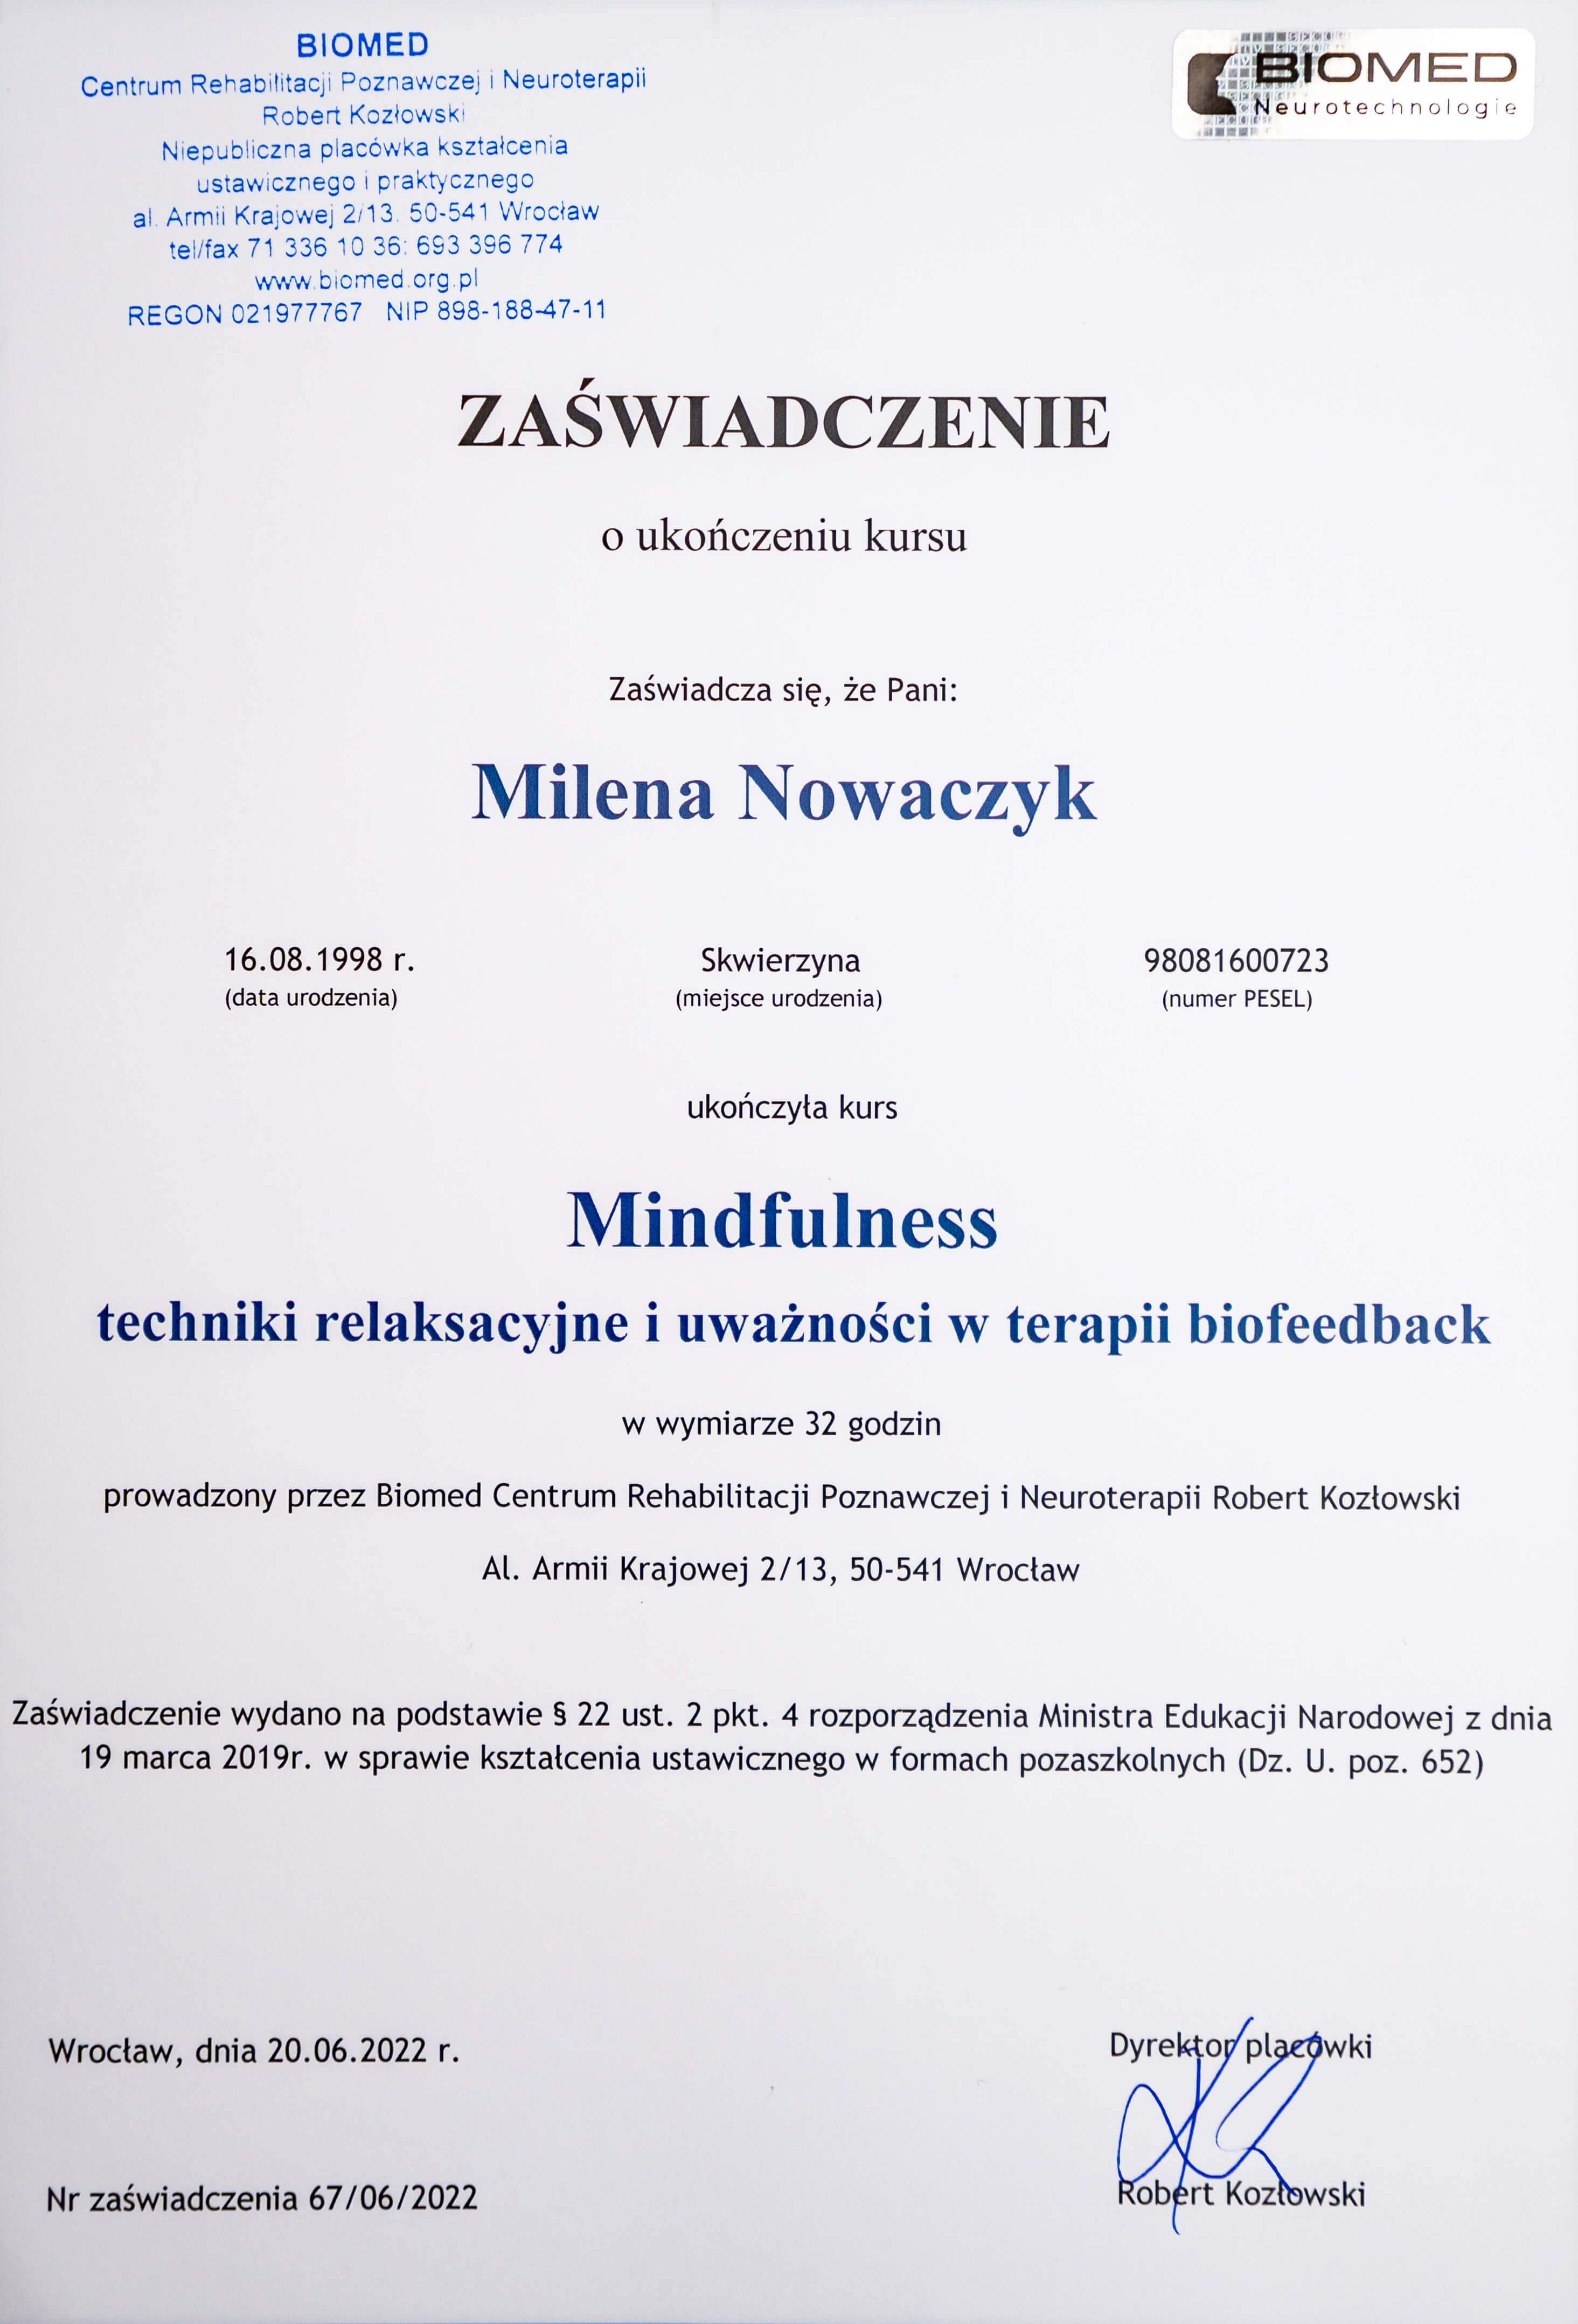 BIOMED
Centrum Rehabilitacji Poznawczej i Neuroterapii
Robert Kozłowski
Niepubliczna placówka kształcenia
ustawicznego i praktycznego
al. Armii Krajowej 2/13, 50-541 Wrocław
tel/fax 71 336 10 36; 693 396 774
www.biomed.org.pl
REGON 021977767 NIP 898-188-47-11
BIOMED
Neurotechnologie
ZAŚWIADCZENIE
o ukończeniu kursu
Zaświadcza się, że Pani:
Milena Nowaczyk
16.08.1998 r. Skwierzyna 98081600723
(data urodzenia) (miejsce urodzenia) (numer PESEL)
ukończyła kurs
Mindfulness
techniki relaksacyjne i uważności w terapii biofeedback
w wymiarze 32 godzin
prowadzony przez Biomed Centrum Rehabilitacji Poznawczej i Neuroterapii Robert Kozłowski
Al. Armii Krajowej 2/13, 50-541 Wrocław
Zaświadczenie wydano na podstawie § 22 ust. 2 pkt. 4 rozporządzenia Ministra Edukacji Narodowej z dnia
19 marca 2019r. w sprawie kształcenia ustawicznego w formach pozaszkolnych (Dz. U. poz. 652)
Wrocław, dnia 20.06.2022 r.
Dyrektor placówki
Robert Kozłowski
Nr zaświadczenia 67/06/2022